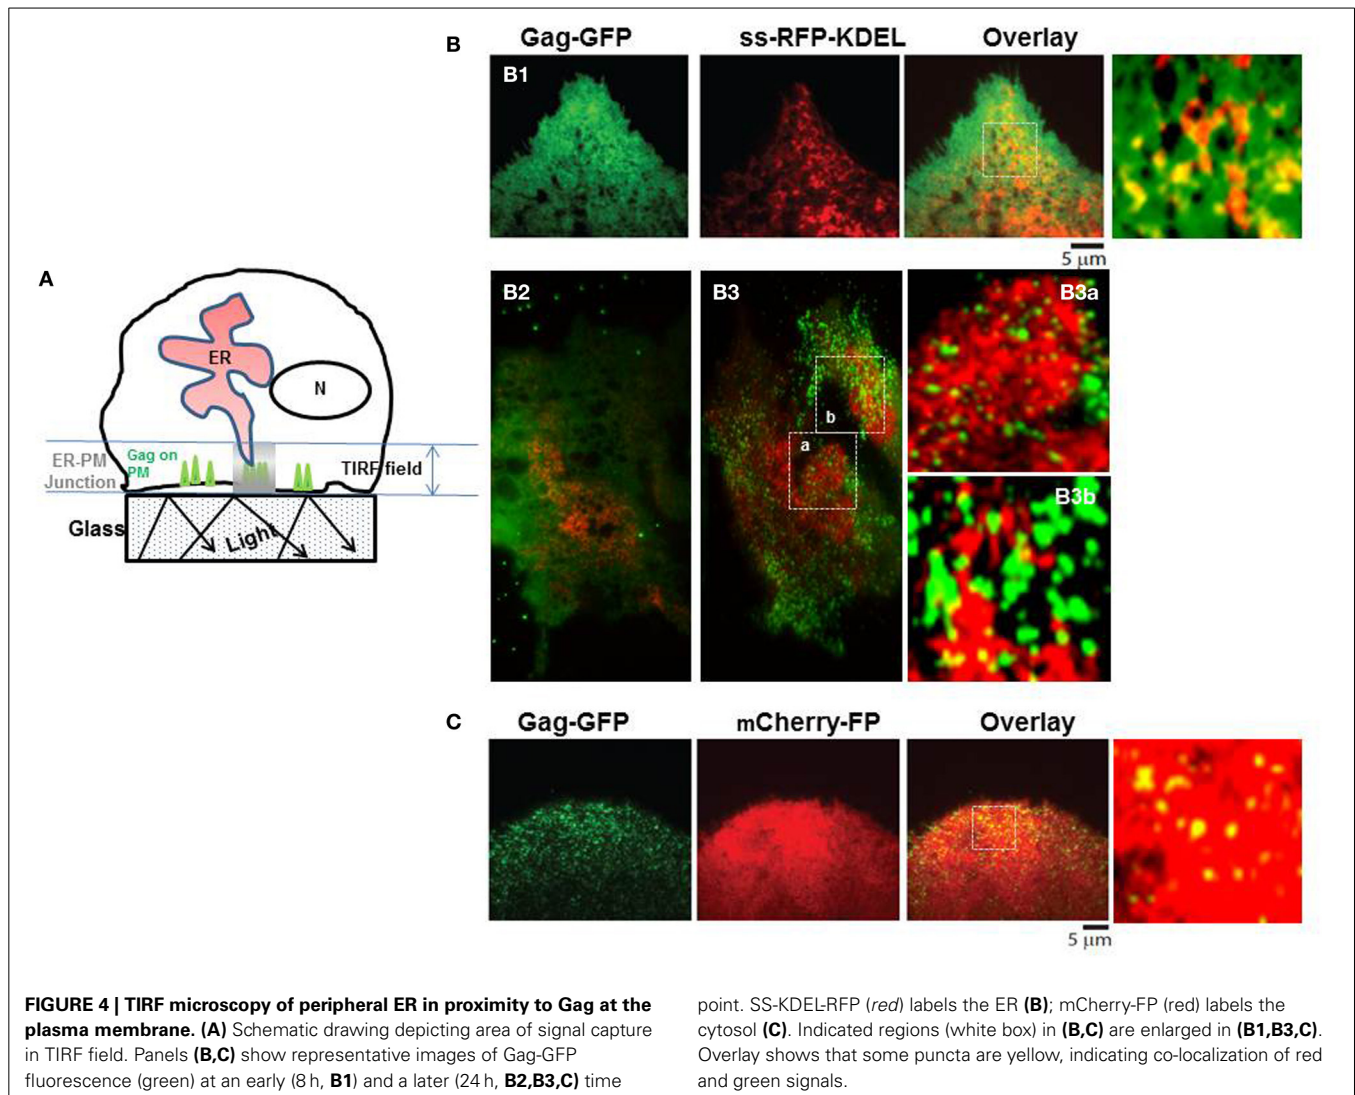 B
Gag-GFP ss-RFP-KDEL Overlay
B1
5 µm
A
ER
N
ER-PM
Junction
Gag on
PM
TIRF field
Glass
Light
B2 B3 B3a
b
a
B3b
C
Gag-GFP mCherry-FP Overlay
5 µm
FIGURE 4 | TIRF microscopy of peripheral ER in proximity to Gag at the
plasma membrane. (A) Schematic drawing depicting area of signal capture
in TIRF field. Panels (B,C) show representative images of Gag-GFP
fluorescence (green) at an early (8 h, B1) and a later (24 h, B2,B3,C) time
point. SS-KDEL-RFP (red) labels the ER (B); mCherry-FP (red) labels the
cytosol (C). Indicated regions (white box) in (B,C) are enlarged in (B1,B3,C).
Overlay shows that some puncta are yellow, indicating co-localization of red
and green signals.